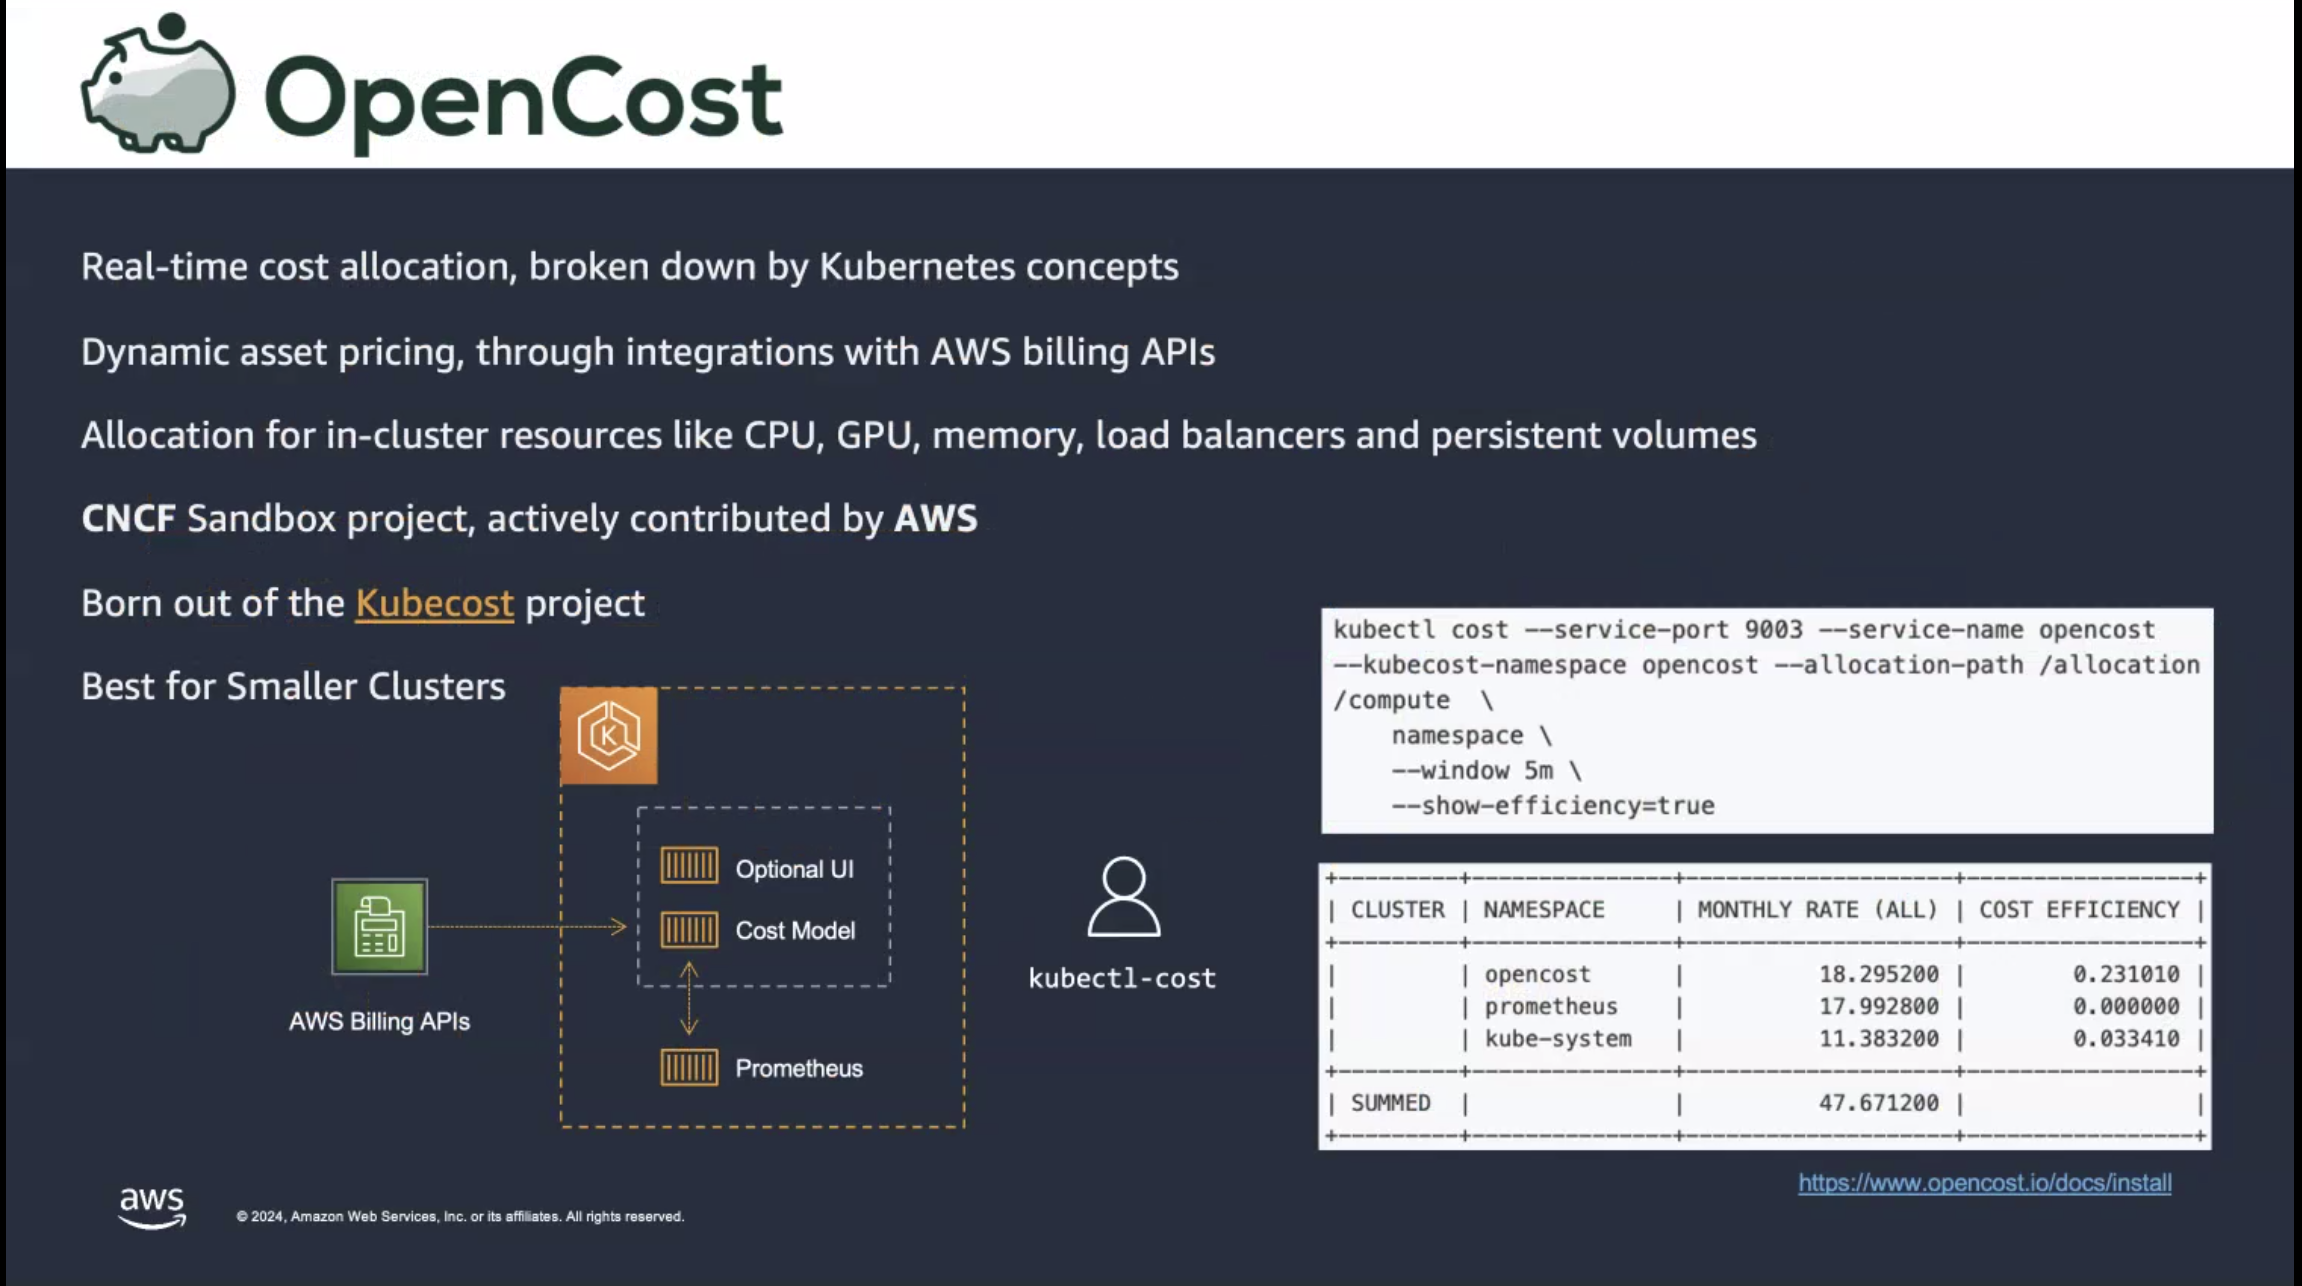 OpenCost
Real-time cost allocation, broken down by Kubernetes concepts
Dynamic asset pricing, through integrations with AWS billing APIs
Allocation for in-cluster resources like CPU, GPU, memory, load balancers and persistent volumes
CNCF Sandbox project, actively contributed by AWS
Born out of the Kubecost project
Best for Smaller Clusters
K
Optional UI
Cost Model
Prometheus
AWS Billing APIs
kubectl-cost
kubectl cost --service-port 9003 --service-name opencost
--kubecost-namespace opencost --allocation-path /allocation
/compute \
namespace \
--window 5m \
--show-efficiency=true
+---------+--------------+-------------------+----------------+
| CLUSTER | NAMESPACE | MONTHLY RATE (ALL) | COST EFFICIENCY |
+---------+--------------+-------------------+----------------+
| | opencost | 18.295200 | 0.231010 |
| | prometheus | 17.992800 | 0.000000 |
| | kube-system | 11.383200 | 0.033410 |
+---------+--------------+-------------------+----------------+
| SUMMED | | 47.671200 | |
+---------+--------------+-------------------+----------------+
https://www.opencost.io/docs/install
aws
© 2024, Amazon Web Services, Inc. or its affiliates. All rights reserved.